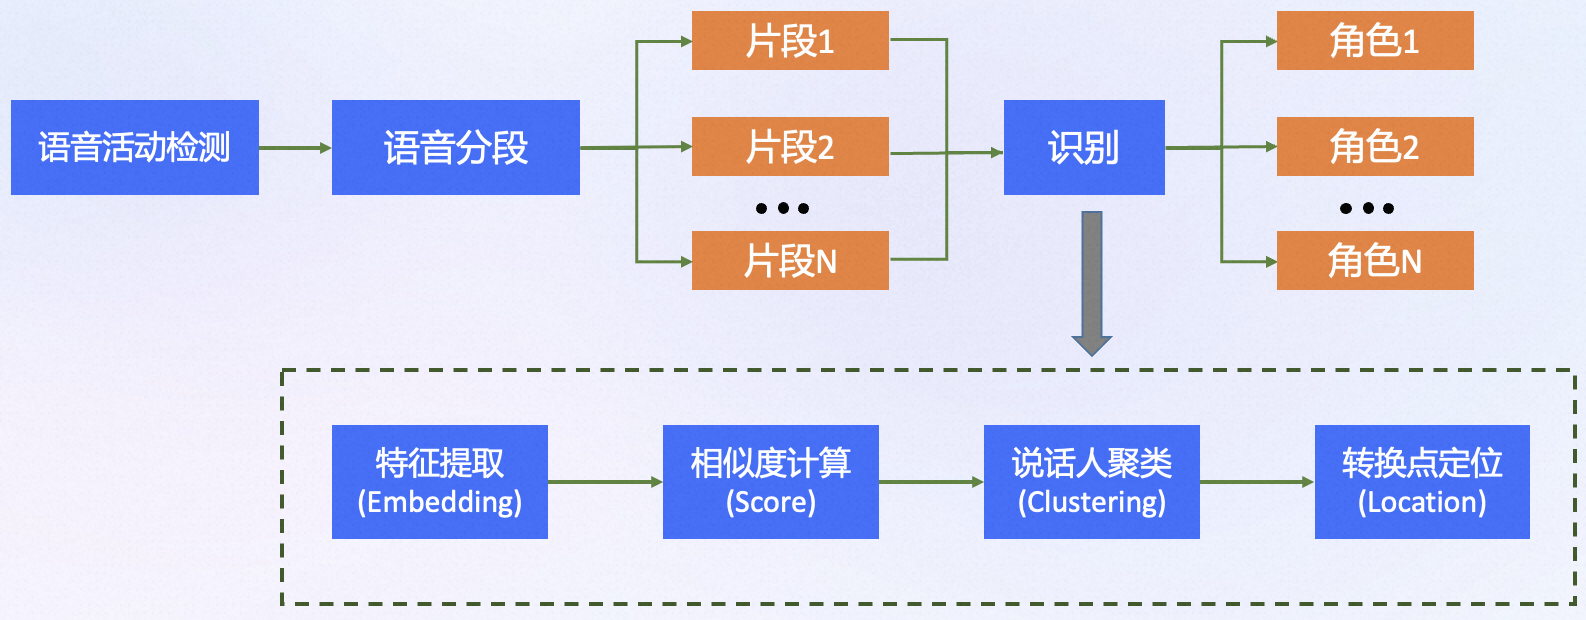 语音活动检测
语音分段
片段1
片段2
•••
片段N
识别
角色1
角色2
•••
角色N
特征提取
(Embedding)
相似度计算
(Score)
说话人聚类
(Clustering)
转换点定位
(Location)